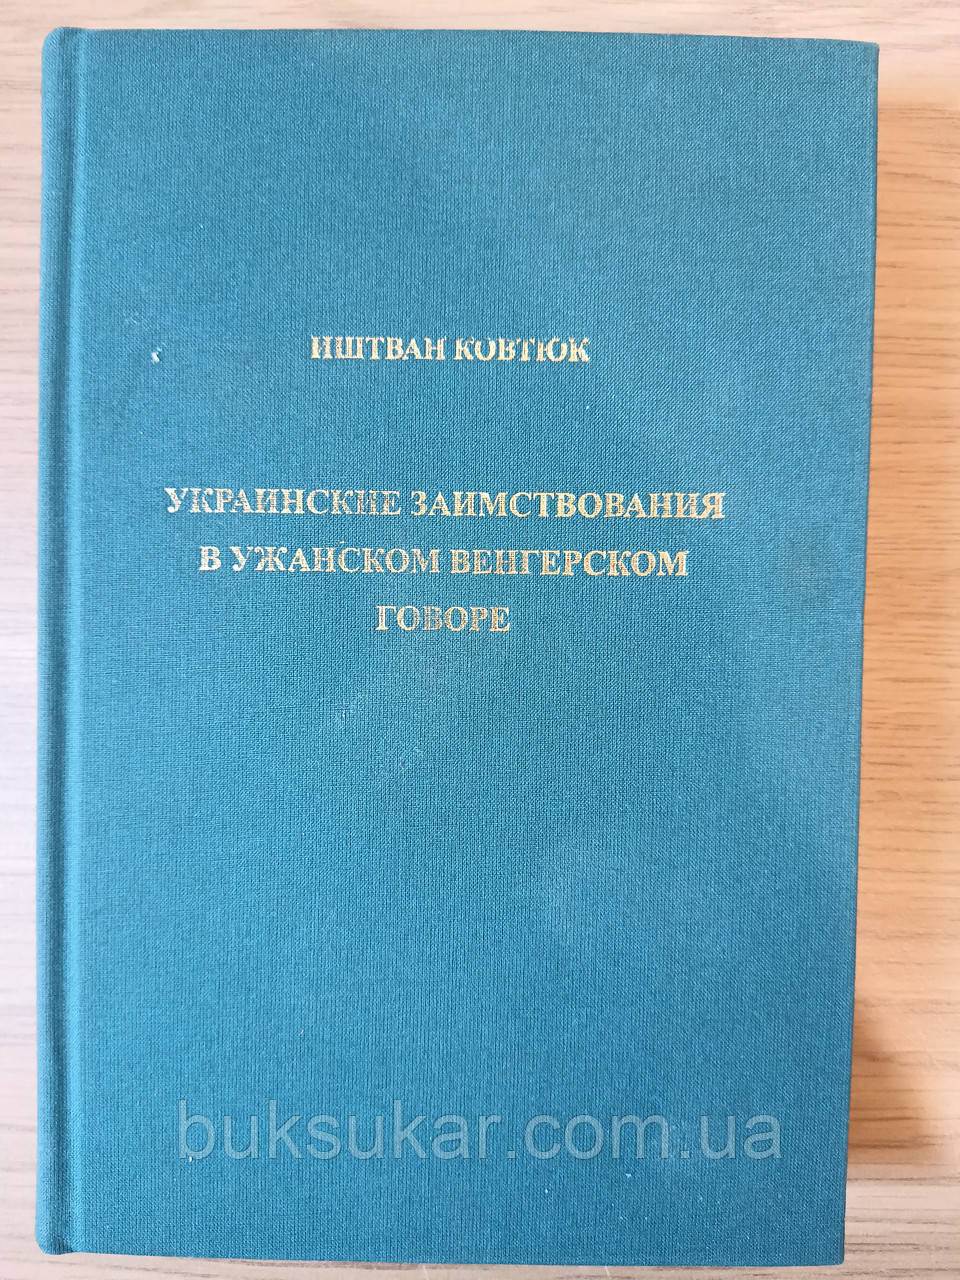 ИШТВАН КОВТЮК
УКРАИНСКИЕ ЗАИМСТВОВАНИЯ
В УЖАНСКОМ ВЕНГЕРСКОМ
ГОВОРЕ
buksukar.com.ua